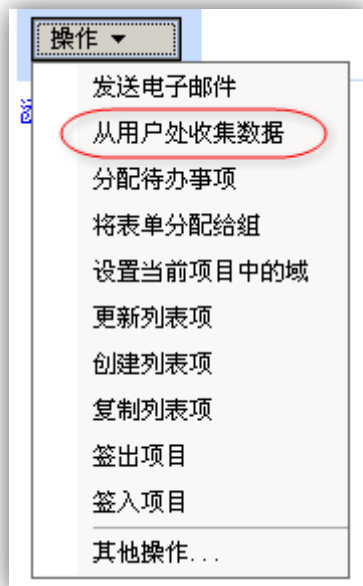 操作 ▼
发送电子邮件
从用户处收集数据
分配待办事项
将表单分配给组
设置当前项目中的域
更新列表项
创建列表项
复制列表项
签出项目
签入项目
其他操作...